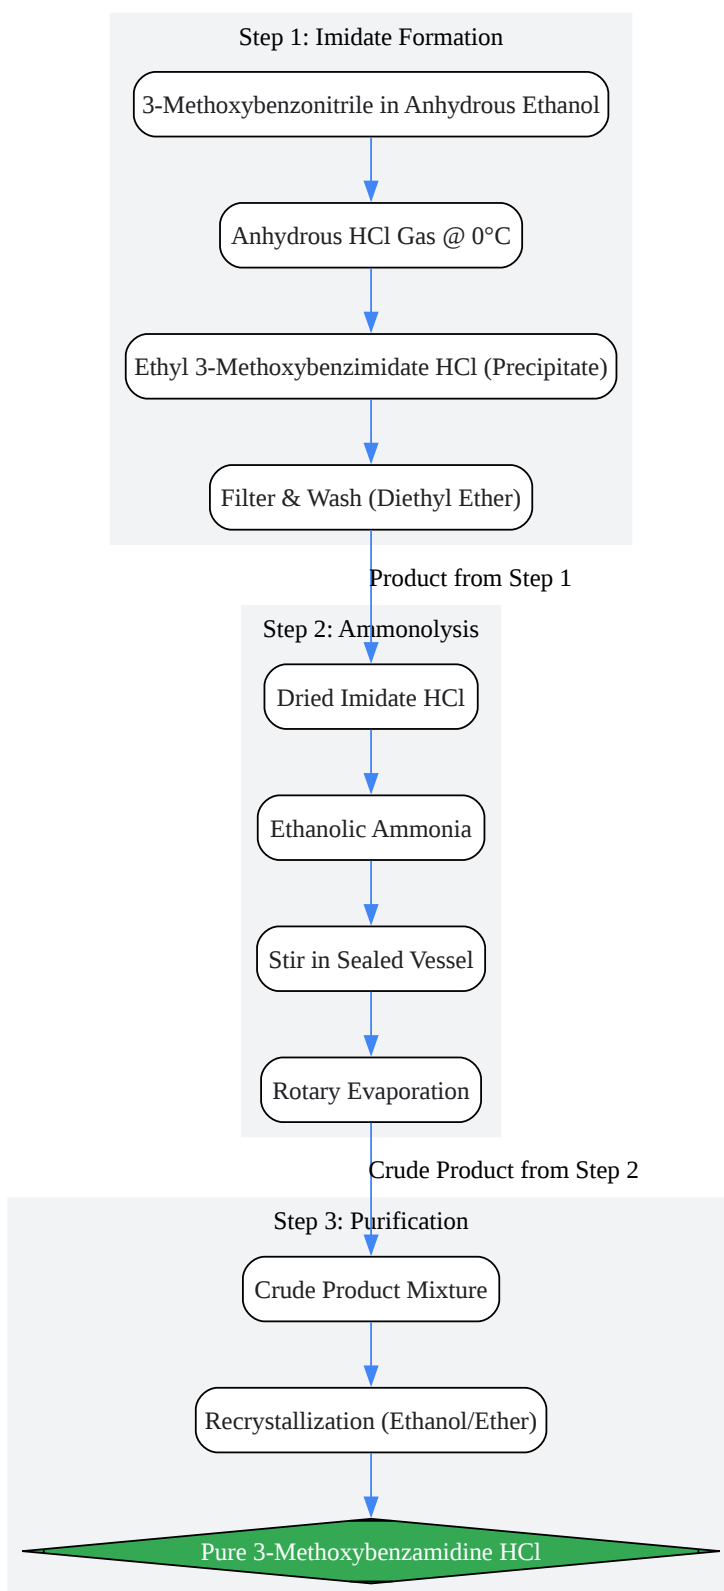 Step 1: Imidate Formation
3-Methoxybenzonitrile in Anhydrous Ethanol
Anhydrous HCl Gas @ 0°C
Ethyl 3-Methoxybenzimidate HCl (Precipitate)
Filter & Wash (Diethyl Ether)
Product from Step 1
Step 2: Ammonolysis
Dried Imidate HCl
Ethanolic Ammonia
Stir in Sealed Vessel
Rotary Evaporation
Crude Product from Step 2
Step 3: Purification
Crude Product Mixture
Recrystallization (Ethanol/Ether)
Pure 3-Methoxybenzamidine HCl